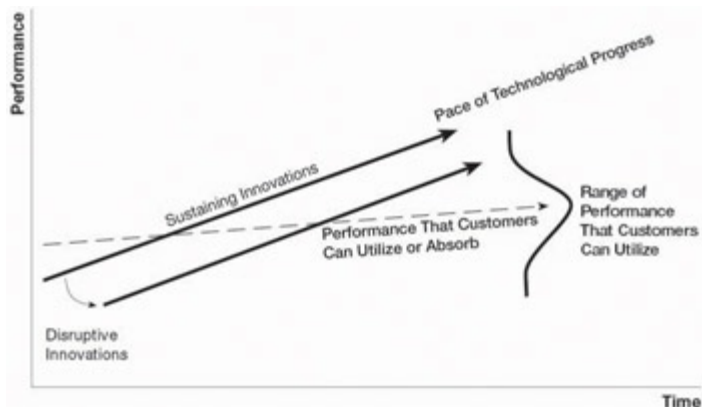 Performance
Pace of Technological Progress
Sustaining Innovations
Range of
Performance
That Customers
Can Utilize
Performance That Customers
Can Utilize or Absorb
Disruptive
Innovations
Time